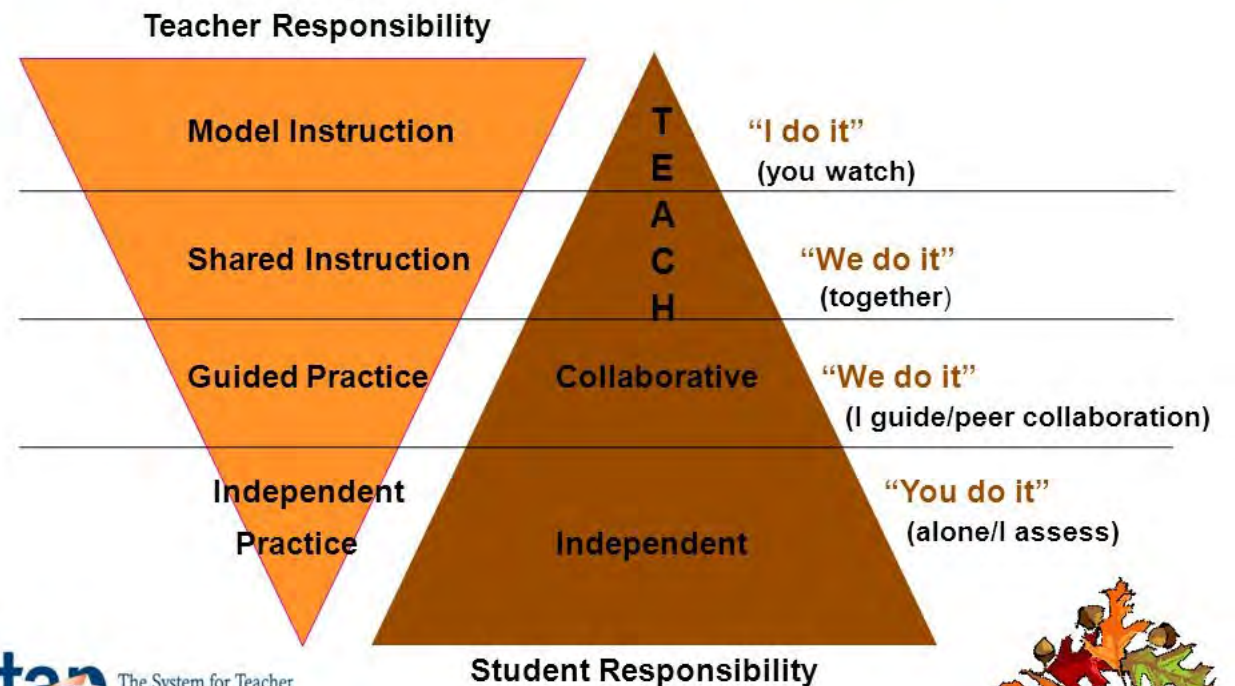 Teacher Responsibility
Model Instruction
T
E
A
C
H
“I do it”
(you watch)
Shared Instruction
“We do it”
(together)
Guided Practice
Collaborative
“We do it”
(I guide/peer collaboration)
Independent
Practice
Independent
“You do it”
(alone/I assess)
Student Responsibility
tap
The System for Teacher